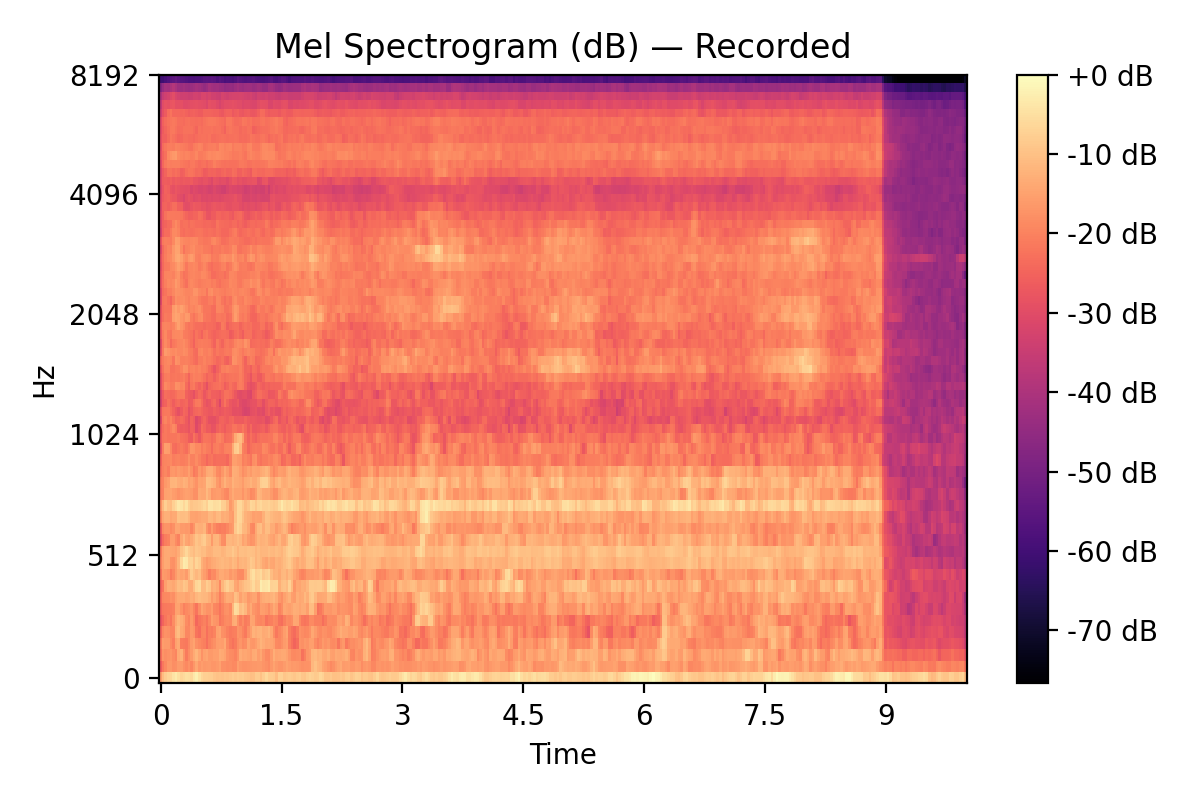 Mel Spectrogram (dB) — Recorded
8192
4096
2048
1024
512
0
Hz
0 1.5 3 4.5 6 7.5 9
Time
+0 dB
-10 dB
-20 dB
-30 dB
-40 dB
-50 dB
-60 dB
-70 dB